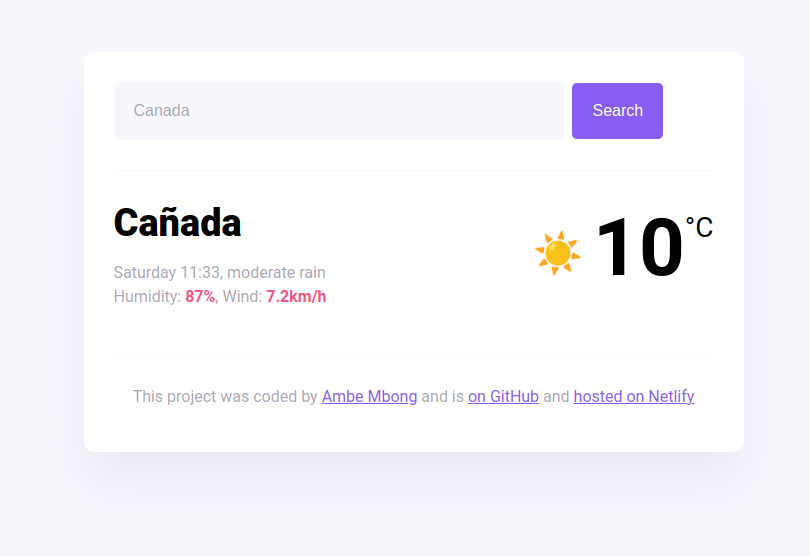 Canada
Search
Cañada
10°C
Saturday 11:33, moderate rain
Humidity: 87%, Wind: 7.2km/h
This project was coded by Ambe Mbong and is on GitHub and hosted on Netlify